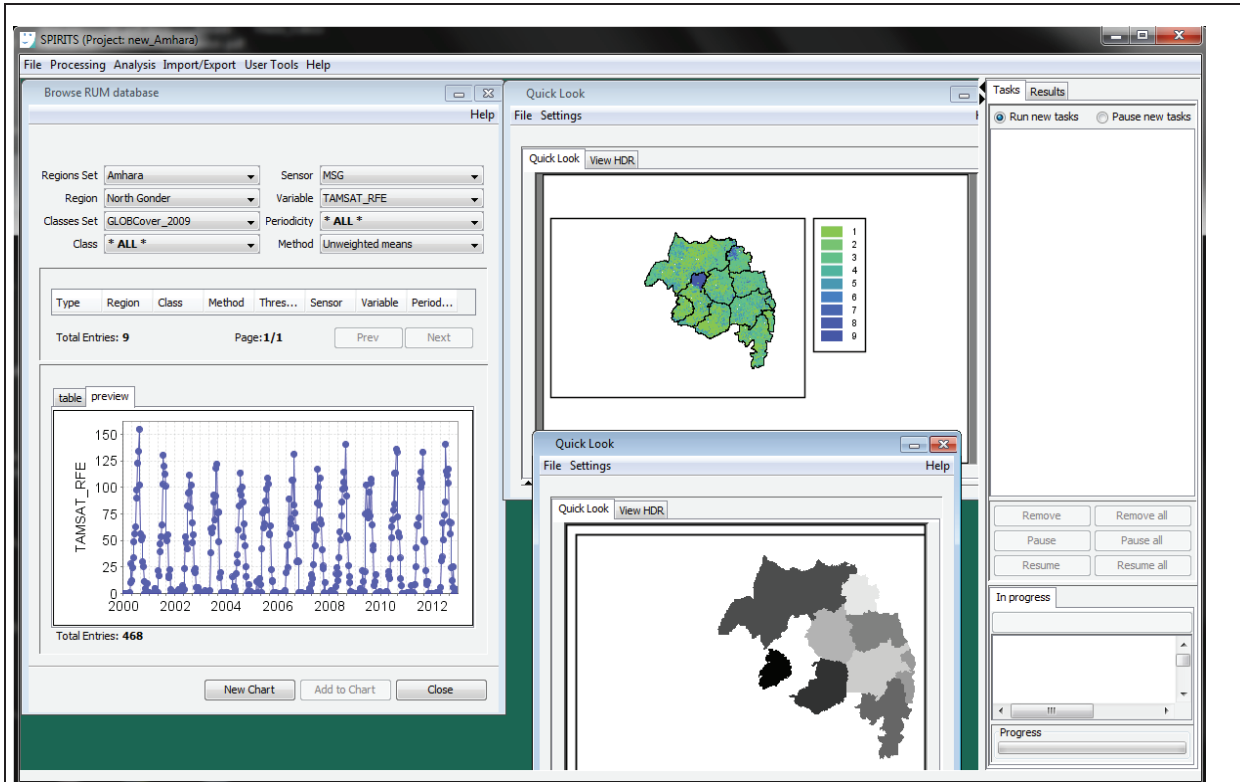 SPIRITS (Project: new_Amhara)
File Processing Analysis Import/Export User Tools Help
Browse RUM database
Help
Regions Set Amhara Sensor MSG
Region North Gonder Variable TAMSAT_RFE
Classes Set GLOBCover_2009 Periodicity * ALL *
Class * ALL * Method Unweighted means
Type Region Class Method Thres... Sensor Variable Period...
Total Entries: 9 Page:1/1 Prev Next
table preview
TAMSAT_RFE
150
125
100
75
50
25
0
2000 2002 2004 2006 2008 2010 2012
Total Entries: 468
New Chart Add to Chart Close
Quick Look
File Settings
Quick Look View HDR
1
2
3
4
5
6
7
8
9
Quick Look
File Settings Help
Quick Look View HDR
Tasks Results
Run new tasks Pause new tasks
Remove Remove all
Pause Pause all
Resume Resume all
In progress
Progress